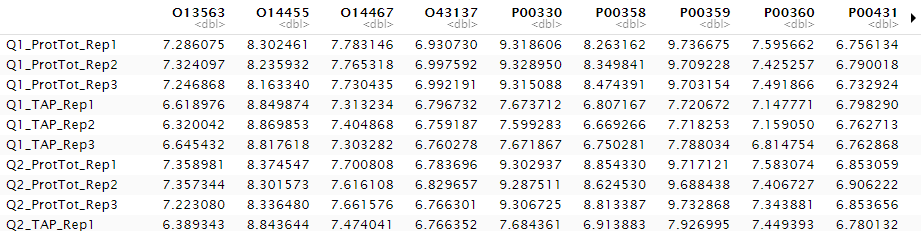 O13563 O14455 O14467 O43137 P00330 P00358 P00359 P00360 P00431
<dbl> <dbl> <dbl> <dbl> <dbl> <dbl> <dbl> <dbl> <dbl>
Q1_ProtTot_Rep1 7.286075 8.302461 7.783146 6.930730 9.318606 8.263162 9.736675 7.595662 6.756134
Q1_ProtTot_Rep2 7.324097 8.235932 7.765318 6.997592 9.328950 8.349841 9.709228 7.425257 6.790018
Q1_ProtTot_Rep3 7.246868 8.163340 7.730435 6.992191 9.315088 8.474391 9.703154 7.491866 6.732924
Q1_TAP_Rep1 6.618976 8.849874 7.313234 6.796732 7.673712 6.807167 7.720672 7.147771 6.798290
Q1_TAP_Rep2 6.320042 8.869853 7.404868 6.759187 7.599283 6.669266 7.718253 7.159050 6.762713
Q1_TAP_Rep3 6.645432 8.817618 7.303282 6.760278 7.671867 6.750281 7.788034 6.814754 6.762868
Q2_ProtTot_Rep1 7.358981 8.374547 7.700808 6.783696 9.302937 8.854330 9.717121 7.583074 6.853059
Q2_ProtTot_Rep2 7.357344 8.301573 7.616108 6.829657 9.287511 8.624530 9.688438 7.406727 6.906222
Q2_ProtTot_Rep3 7.223080 8.336480 7.661576 6.766301 9.306725 8.813387 9.732868 7.343881 6.853656
Q2_TAP_Rep1 6.389343 8.843644 7.474041 6.766352 7.684361 6.913883 7.926995 7.449393 6.780132